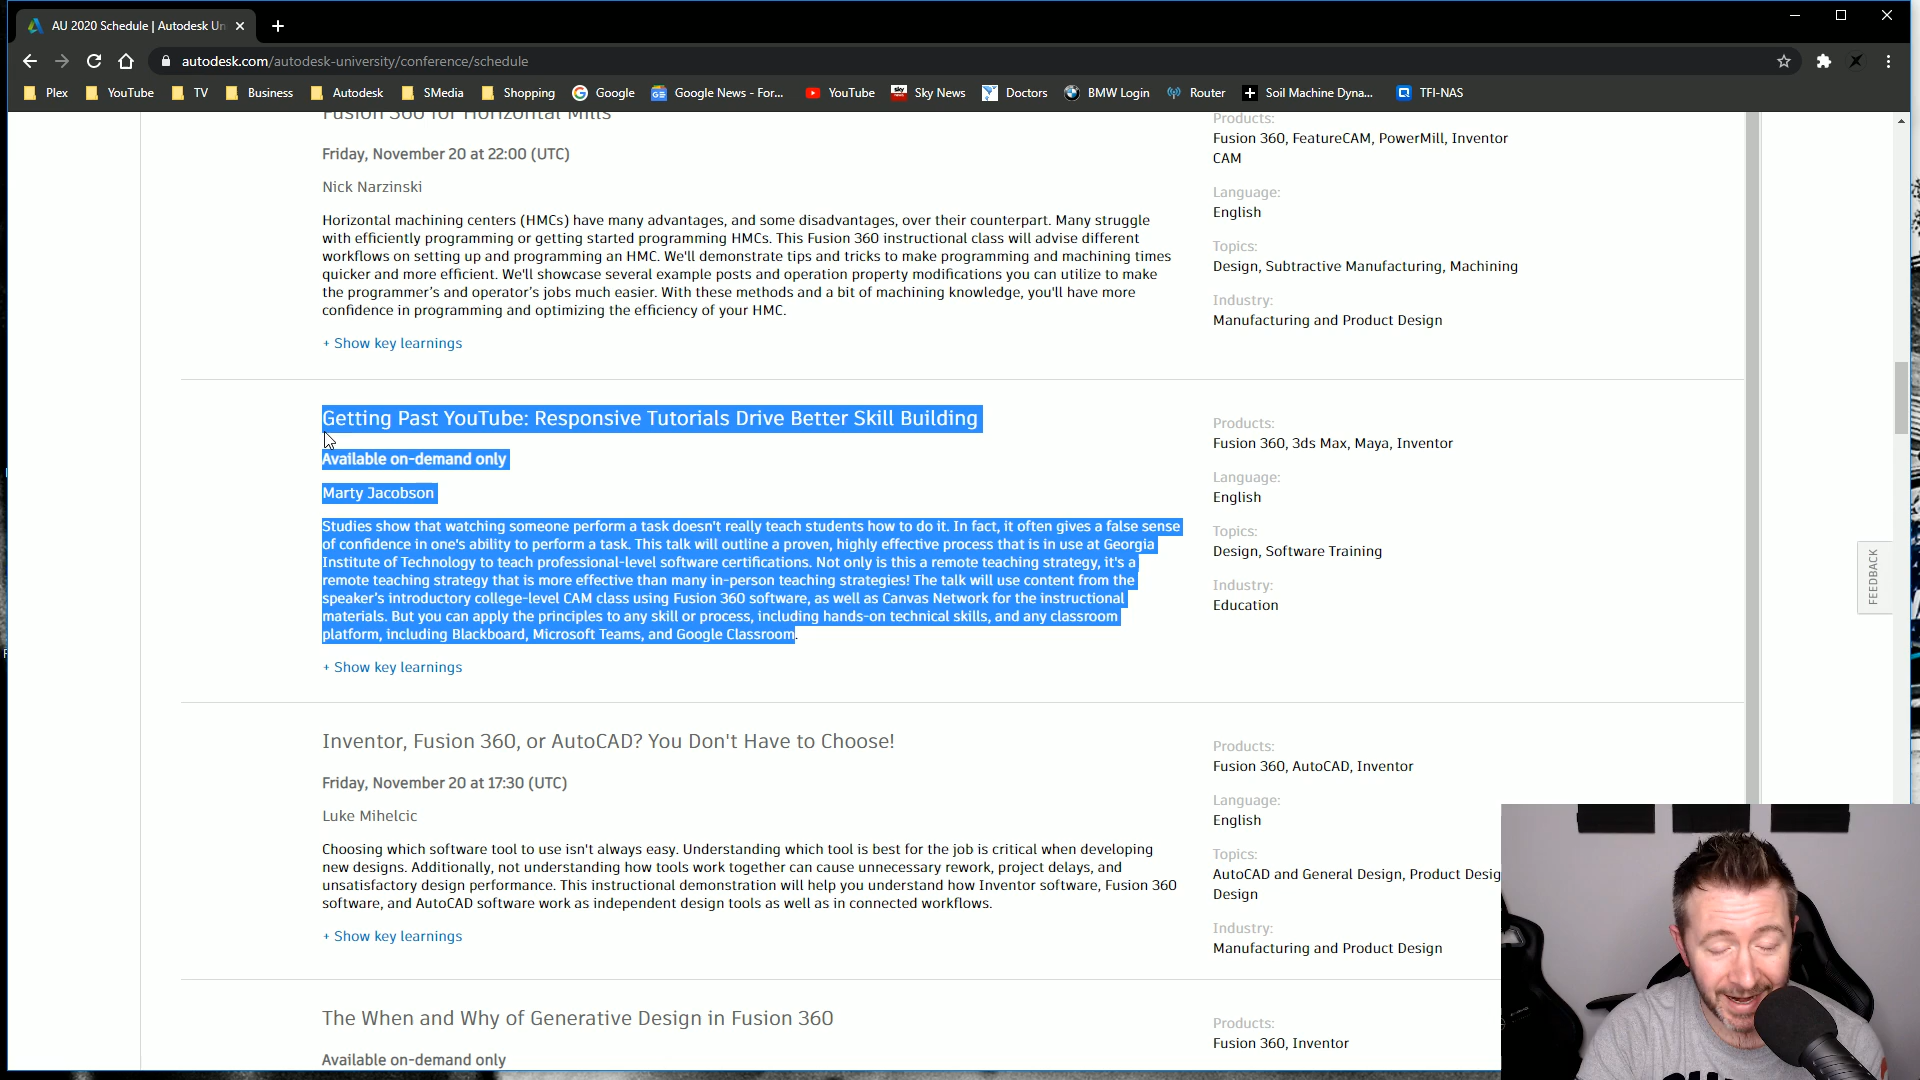 AU 2020 Schedule | Autodesk Un
autodesk.com/autodesk-university/conference/schedule
Plex YouTube TV Business Autodesk SMedia Shopping Google Google News - For... YouTube Sky News Doctors BMW Login Router Soil Machine Dyna... TFI-NAS
Fusion 360 for Horizontal Mills
Friday, November 20 at 22:00 (UTC)
Nick Narzinski
Horizontal machining centers (HMCs) have many advantages, and some disadvantages, over their counterpart. Many struggle
with efficiently programming or getting started programming HMCs. This Fusion 360 instructional class will advise different
workflows on setting up and programming an HMC. We'll demonstrate tips and tricks to make programming and machining times
quicker and more efficient. We'll showcase several example posts and operation property modifications you can utilize to make
the programmer's and operator's jobs much easier. With these methods and a bit of machining knowledge, you'll have more
confidence in programming and optimizing the efficiency of your HMC.
+ Show key learnings
Products:
Fusion 360, FeatureCAM, PowerMill, Inventor
CAM
Language:
English
Topics:
Design, Subtractive Manufacturing, Machining
Industry:
Manufacturing and Product Design
Getting Past YouTube: Responsive Tutorials Drive Better Skill Building
Available on-demand only
Marty Jacobson
Studies show that watching someone perform a task doesn't really teach students how to do it. In fact, it often gives a false sense
of confidence in one's ability to perform a task. This talk will outline a proven, highly effective process that is in use at Georgia
Institute of Technology to teach professional-level software certifications. Not only is this a remote teaching strategy, it's a
remote teaching strategy that is more effective than many in-person teaching strategies! The talk will use content from the
speaker's introductory college-level CAM class using Fusion 360 software, as well as Canvas Network for the instructional
materials. But you can apply the principles to any skill or process, including hands-on technical skills, and any classroom
platform, including Blackboard, Microsoft Teams, and Google Classroom.
+ Show key learnings
Products:
Fusion 360, 3ds Max, Maya, Inventor
Language:
English
Topics:
Design, Software Training
Industry:
Education
FEEDBACK
Inventor, Fusion 360, or AutoCAD? You Don't Have to Choose!
Friday, November 20 at 17:30 (UTC)
Luke Mihelcic
Choosing which software tool to use isn't always easy. Understanding which tool is best for the job is critical when developing
new designs. Additionally, not understanding how tools work together can cause unnecessary rework, project delays, and
unsatisfactory design performance. This instructional demonstration will help you understand how Inventor software, Fusion 360
software, and AutoCAD software work as independent design tools as well as in connected workflows.
+ Show key learnings
Products:
Fusion 360, AutoCAD, Inventor
Language:
English
Topics:
AutoCAD and General Design, Product Desig
Design
Industry:
Manufacturing and Product Design
The When and Why of Generative Design in Fusion 360
Available on-demand only
Products:
Fusion 360, Inventor